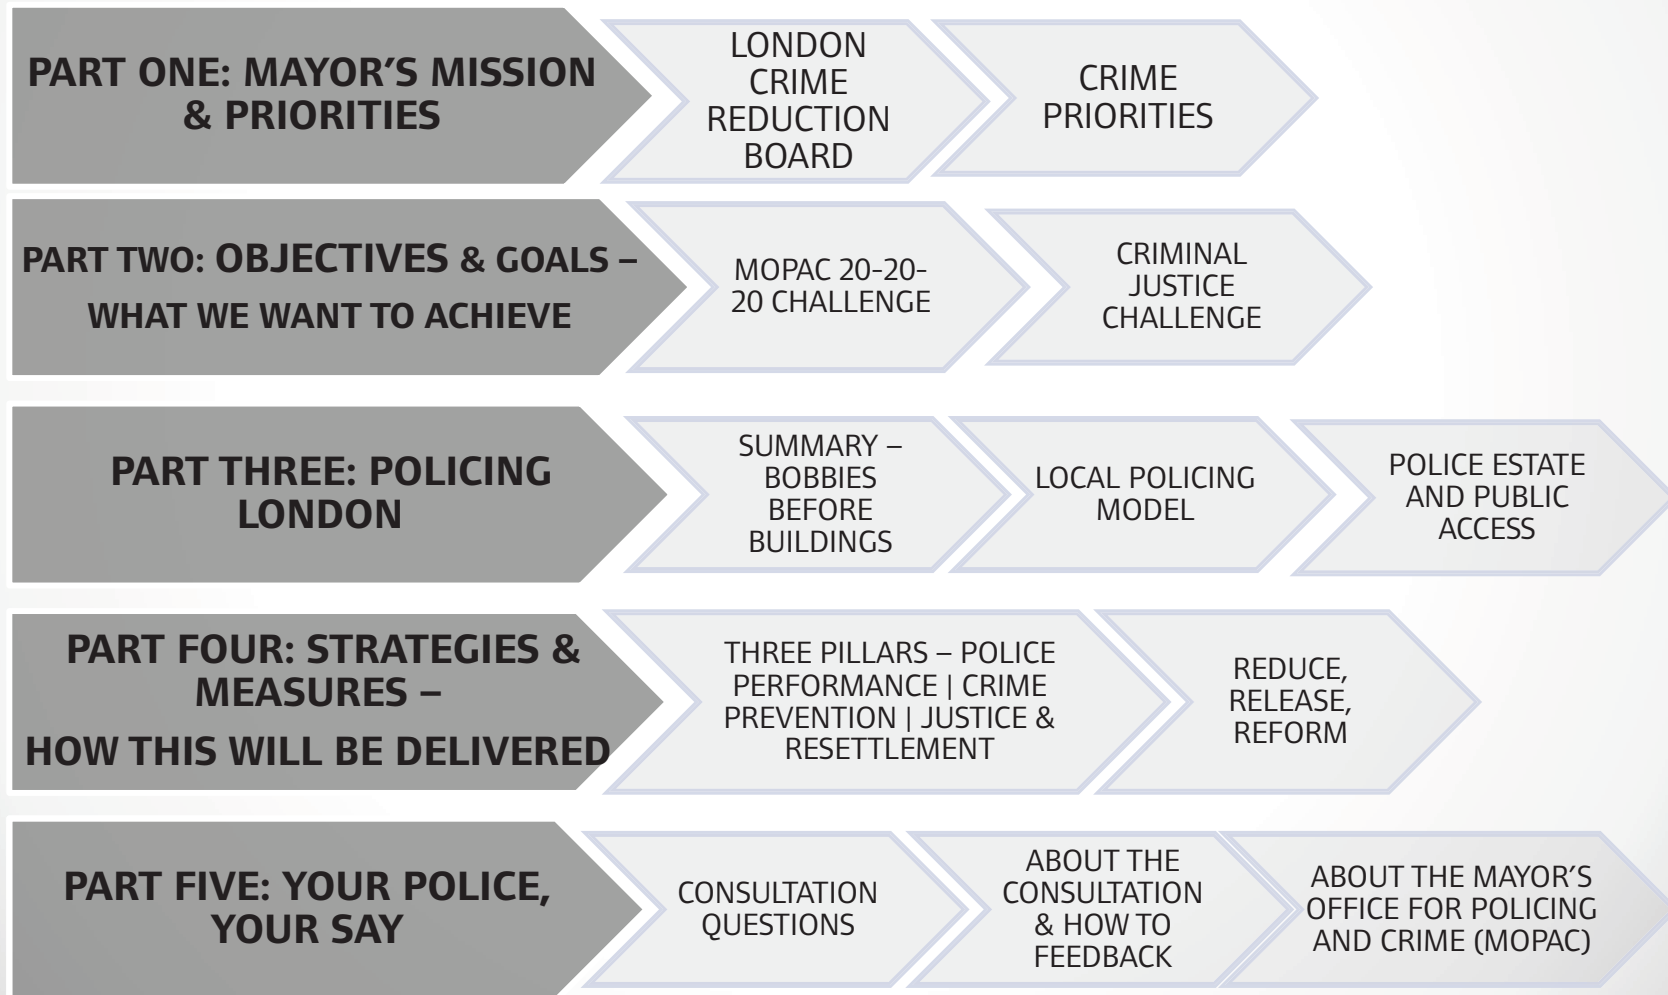 PART ONE: MAYOR’S MISSION
& PRIORITIES
LONDON
CRIME
REDUCTION
BOARD
CRIME
PRIORITIES
PART TWO: OBJECTIVES & GOALS –
WHAT WE WANT TO ACHIEVE
MOPAC 20-20-
20 CHALLENGE
CRIMINAL
JUSTICE
CHALLENGE
PART THREE: POLICING
LONDON
SUMMARY –
BOBBIES
BEFORE
BUILDINGS
LOCAL POLICING
MODEL
POLICE ESTATE
AND PUBLIC
ACCESS
PART FOUR: STRATEGIES &
MEASURES –
HOW THIS WILL BE DELIVERED
THREE PILLARS – POLICE
PERFORMANCE | CRIME
PREVENTION | JUSTICE &
RESETTLEMENT
REDUCE,
RELEASE,
REFORM
PART FIVE: YOUR POLICE,
YOUR SAY
CONSULTATION
QUESTIONS
ABOUT THE
CONSULTATION
& HOW TO
FEEDBACK
ABOUT THE MAYOR’S
OFFICE FOR POLICING
AND CRIME (MOPAC)